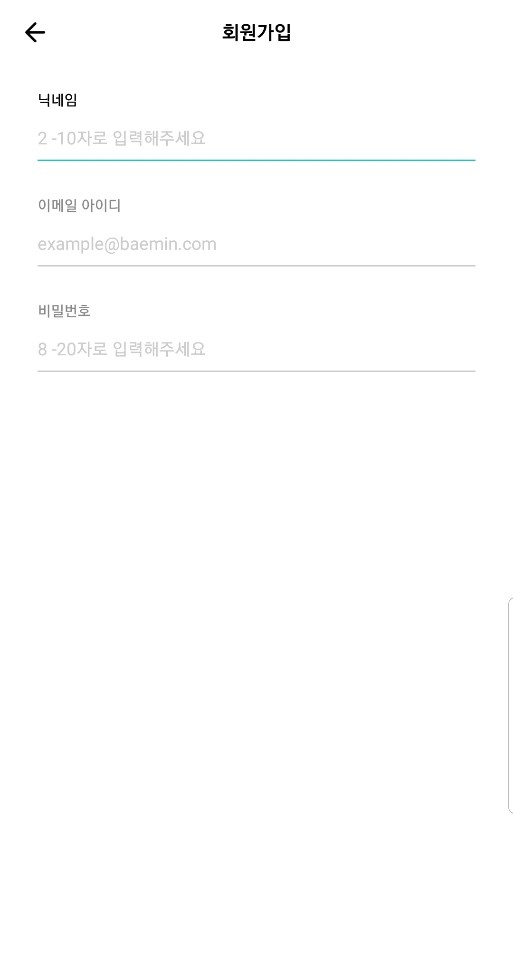 회원가입
닉네임
2 -10자로 입력해주세요
이메일 아이디
example@baemin.com
비밀번호
8 -20자로 입력해주세요